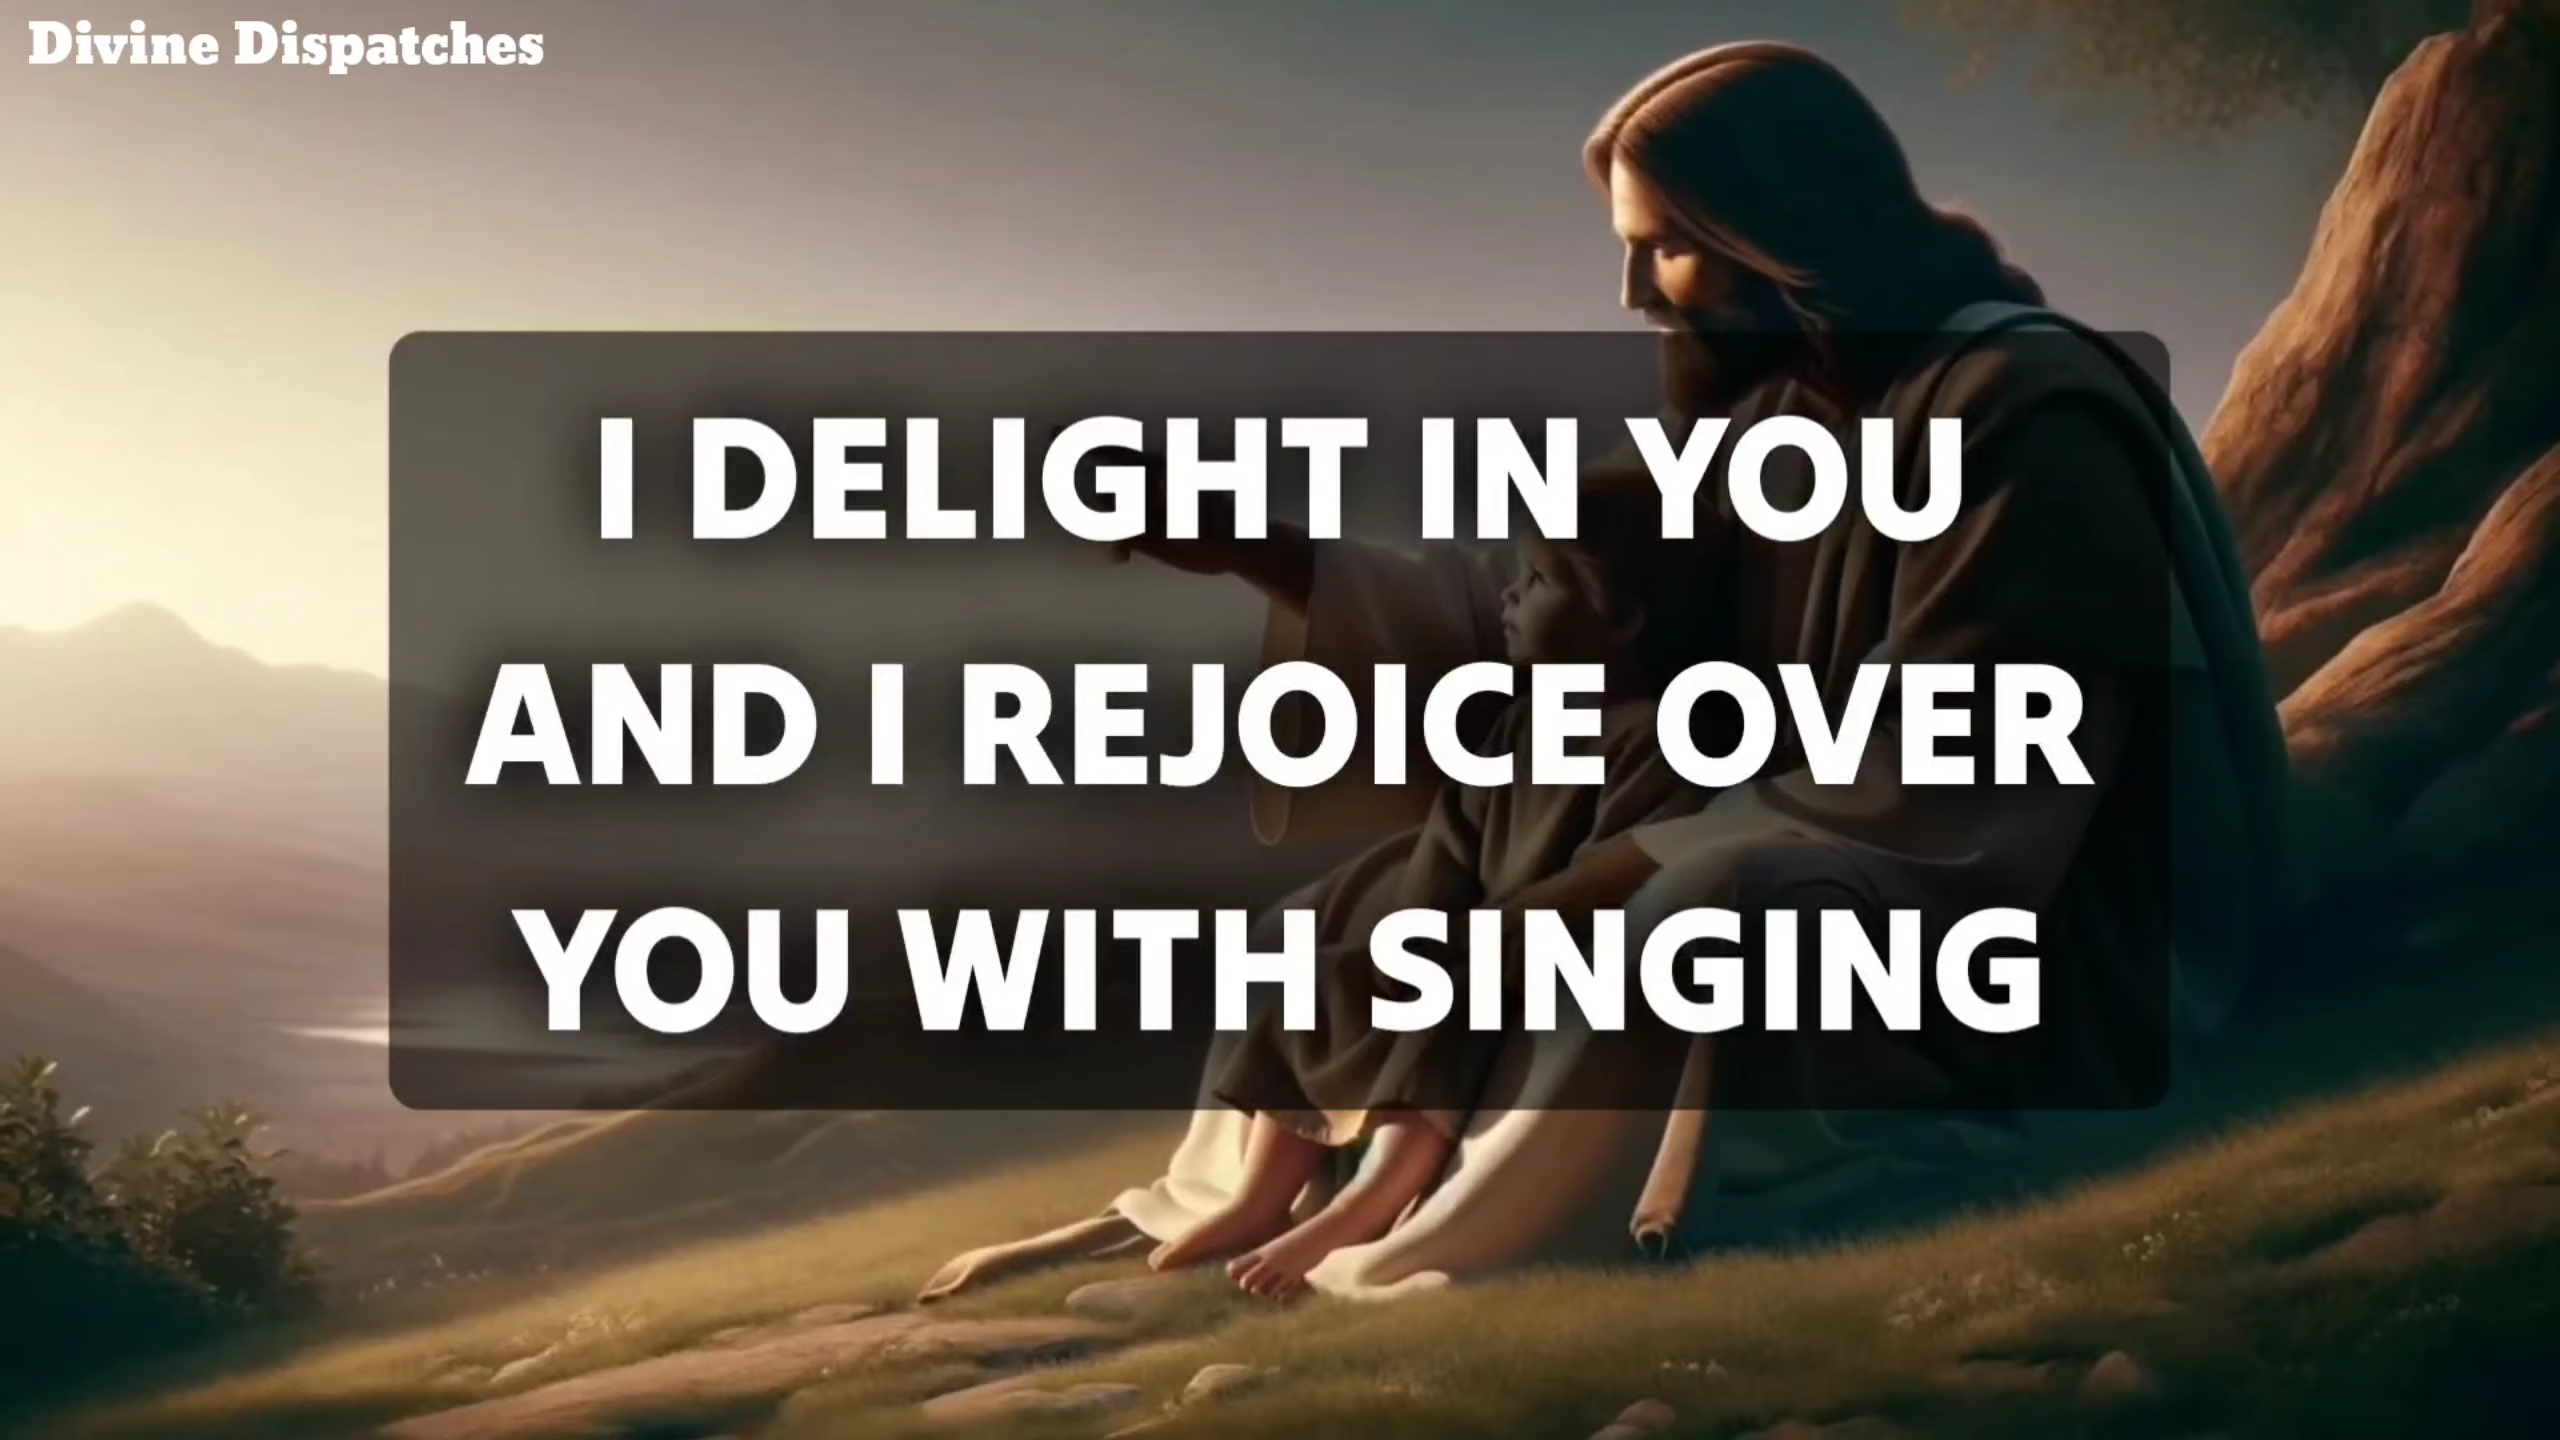 Divine Dispatches
I DELIGHT IN YOU
AND I REJOICE OVER
YOU WITH SINGING